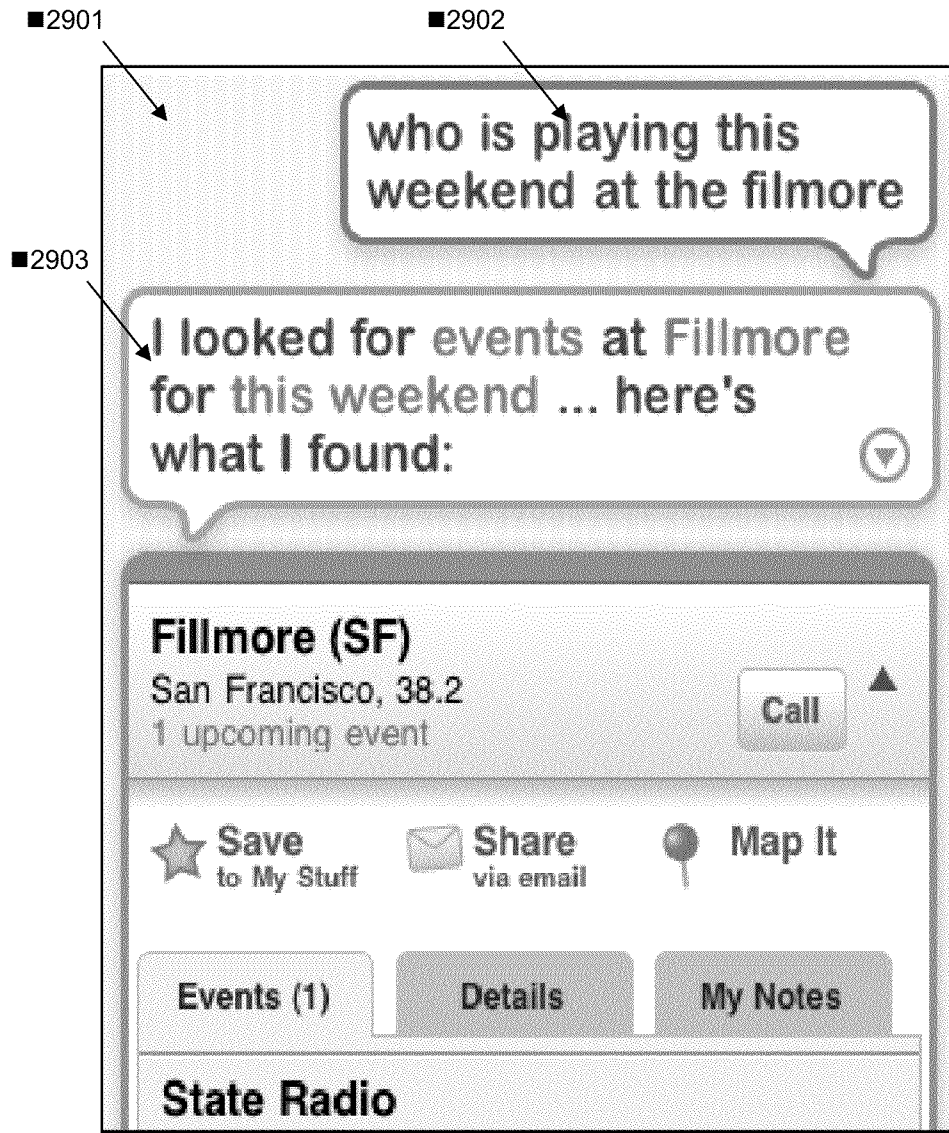 ■2901
■2902
who is playing this
weekend at the filmore
■2903
I looked for events at Fillmore
for this weekend ... here's
what I found:
Fillmore (SF)
San Francisco, 38.2
1 upcoming event
Call
Save
to My Stuff
Share
via email
Map It
Events (1)
Details
My Notes
State Radio